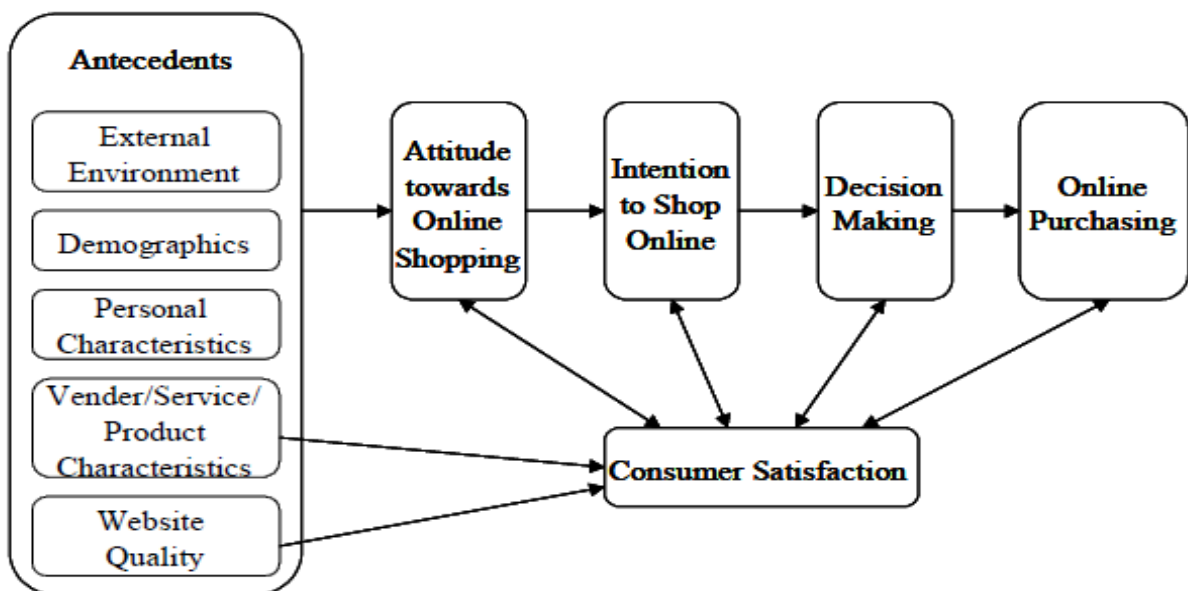 Antecedents
External
Environment
Demographics
Personal
Characteristics
Vender/Service/
Product
Characteristics
Website
Quality
Attitude
towards
Online
Shopping
Intention
to Shop
Online
Decision
Making
Online
Purchasing
Consumer Satisfaction